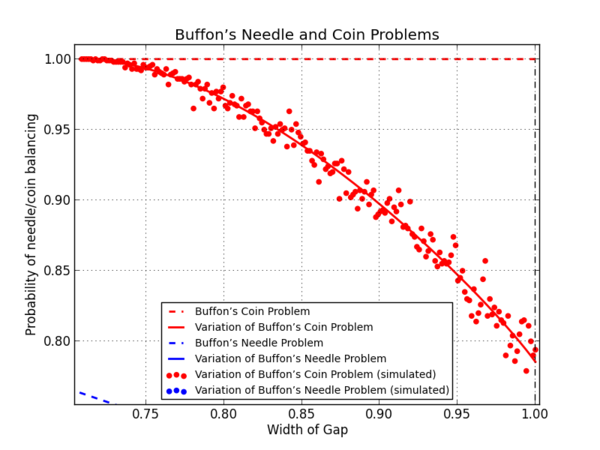 Buffon's Needle and Coin Problems
1.00
0.95
0.90
0.85
0.80
Probability of needle/coin balancing
Buffon's Coin Problem
Variation of Buffon's Coin Problem
Buffon's Needle Problem
Variation of Buffon's Needle Problem
Variation of Buffon's Coin Problem (simulated)
Variation of Buffon's Needle Problem (simulated)
0.75 0.80 0.85 0.90 0.95 1.00
Width of Gap